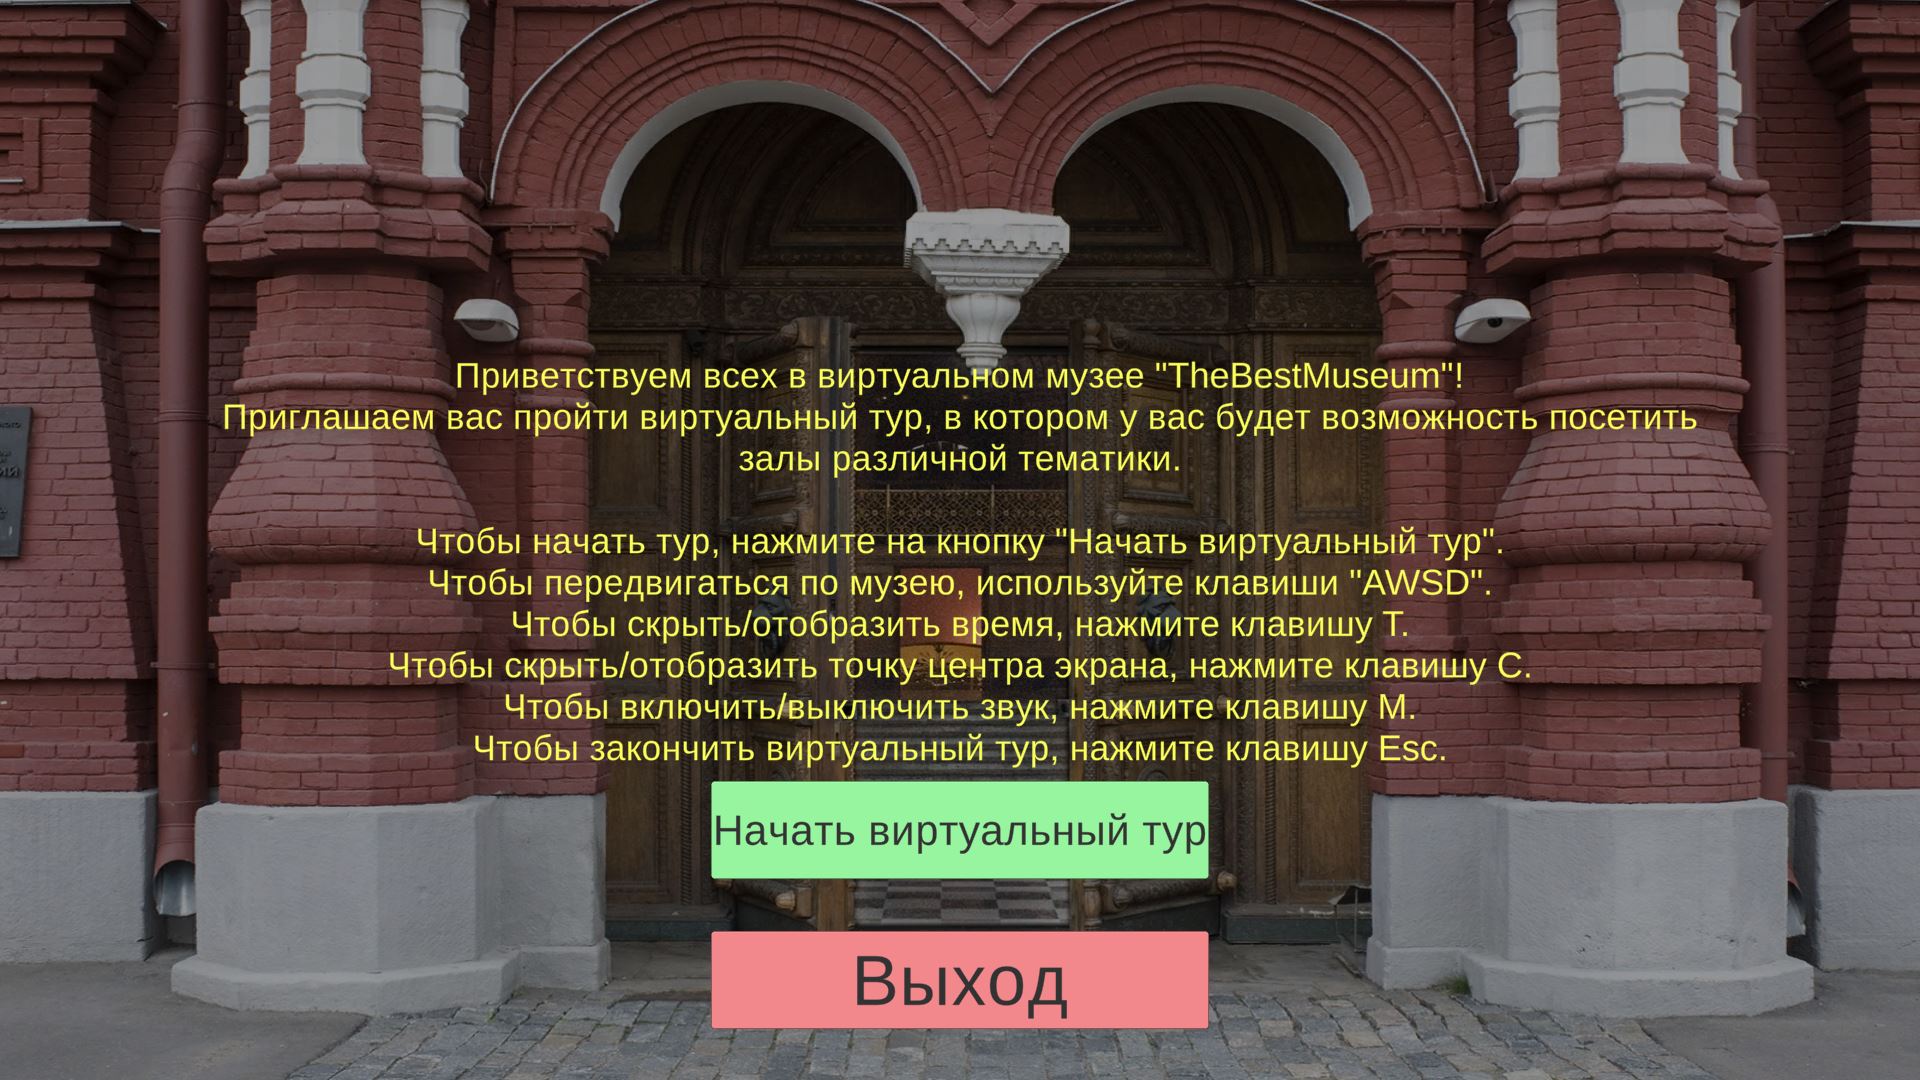 Приветствуем всех в виртуальном музее "TheBestMuseum"!
Приглашаем вас пройти виртуальный тур, в котором у вас будет возможность посетить
залы различной тематики.
Чтобы начать тур, нажмите на кнопку "Начать виртуальный тур".
Чтобы передвигаться по музею, используйте клавиши "AWSD".
Чтобы скрыть/отобразить время, нажмите клавишу T.
Чтобы скрыть/отобразить точку центра экрана, нажмите клавишу C.
Чтобы включить/выключить звук, нажмите клавишу M.
Чтобы закончить виртуальный тур, нажмите клавишу Esc.
Начать виртуальный тур
Выход